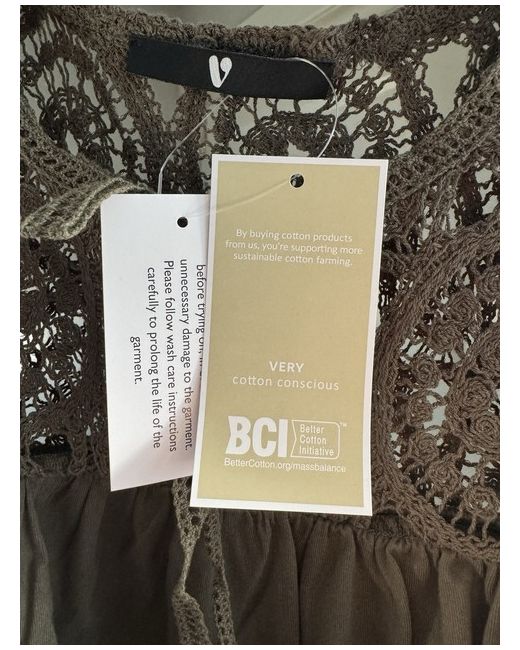 v
By buying cotton products
from us, you're supporting more
sustainable cotton farming.
VERY
cotton conscious
BCI
Better
Cotton
Initiative
TM
BetterCotton.org/massbalance
before trying on,
unnecessary damage to the garment.
Please follow wash care instructions
carefully to prolong the life of the
garment.